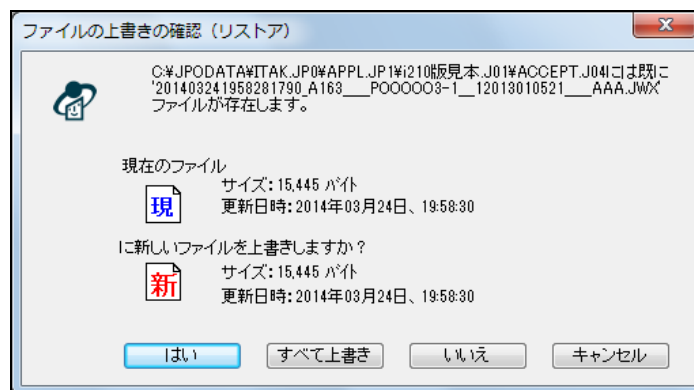 ファイルの上書きの確認（リストア）
C:¥JPODATA¥ITAK.JP0¥APPL.JP1¥i210版見本.J01¥ACCEPT.J04には既に
'201403241958281790_A163___POOOOO3-1__12013010521___AAA.JWX'
ファイルが存在します。
現在のファイル
現
サイズ：15,445 バイト
更新日時：2014年03月24日、19:58:30
に新しいファイルを上書きしますか？
新
サイズ：15,445 バイト
更新日時：2014年03月24日、19:58:30
はい すべて上書き いいえ キャンセル